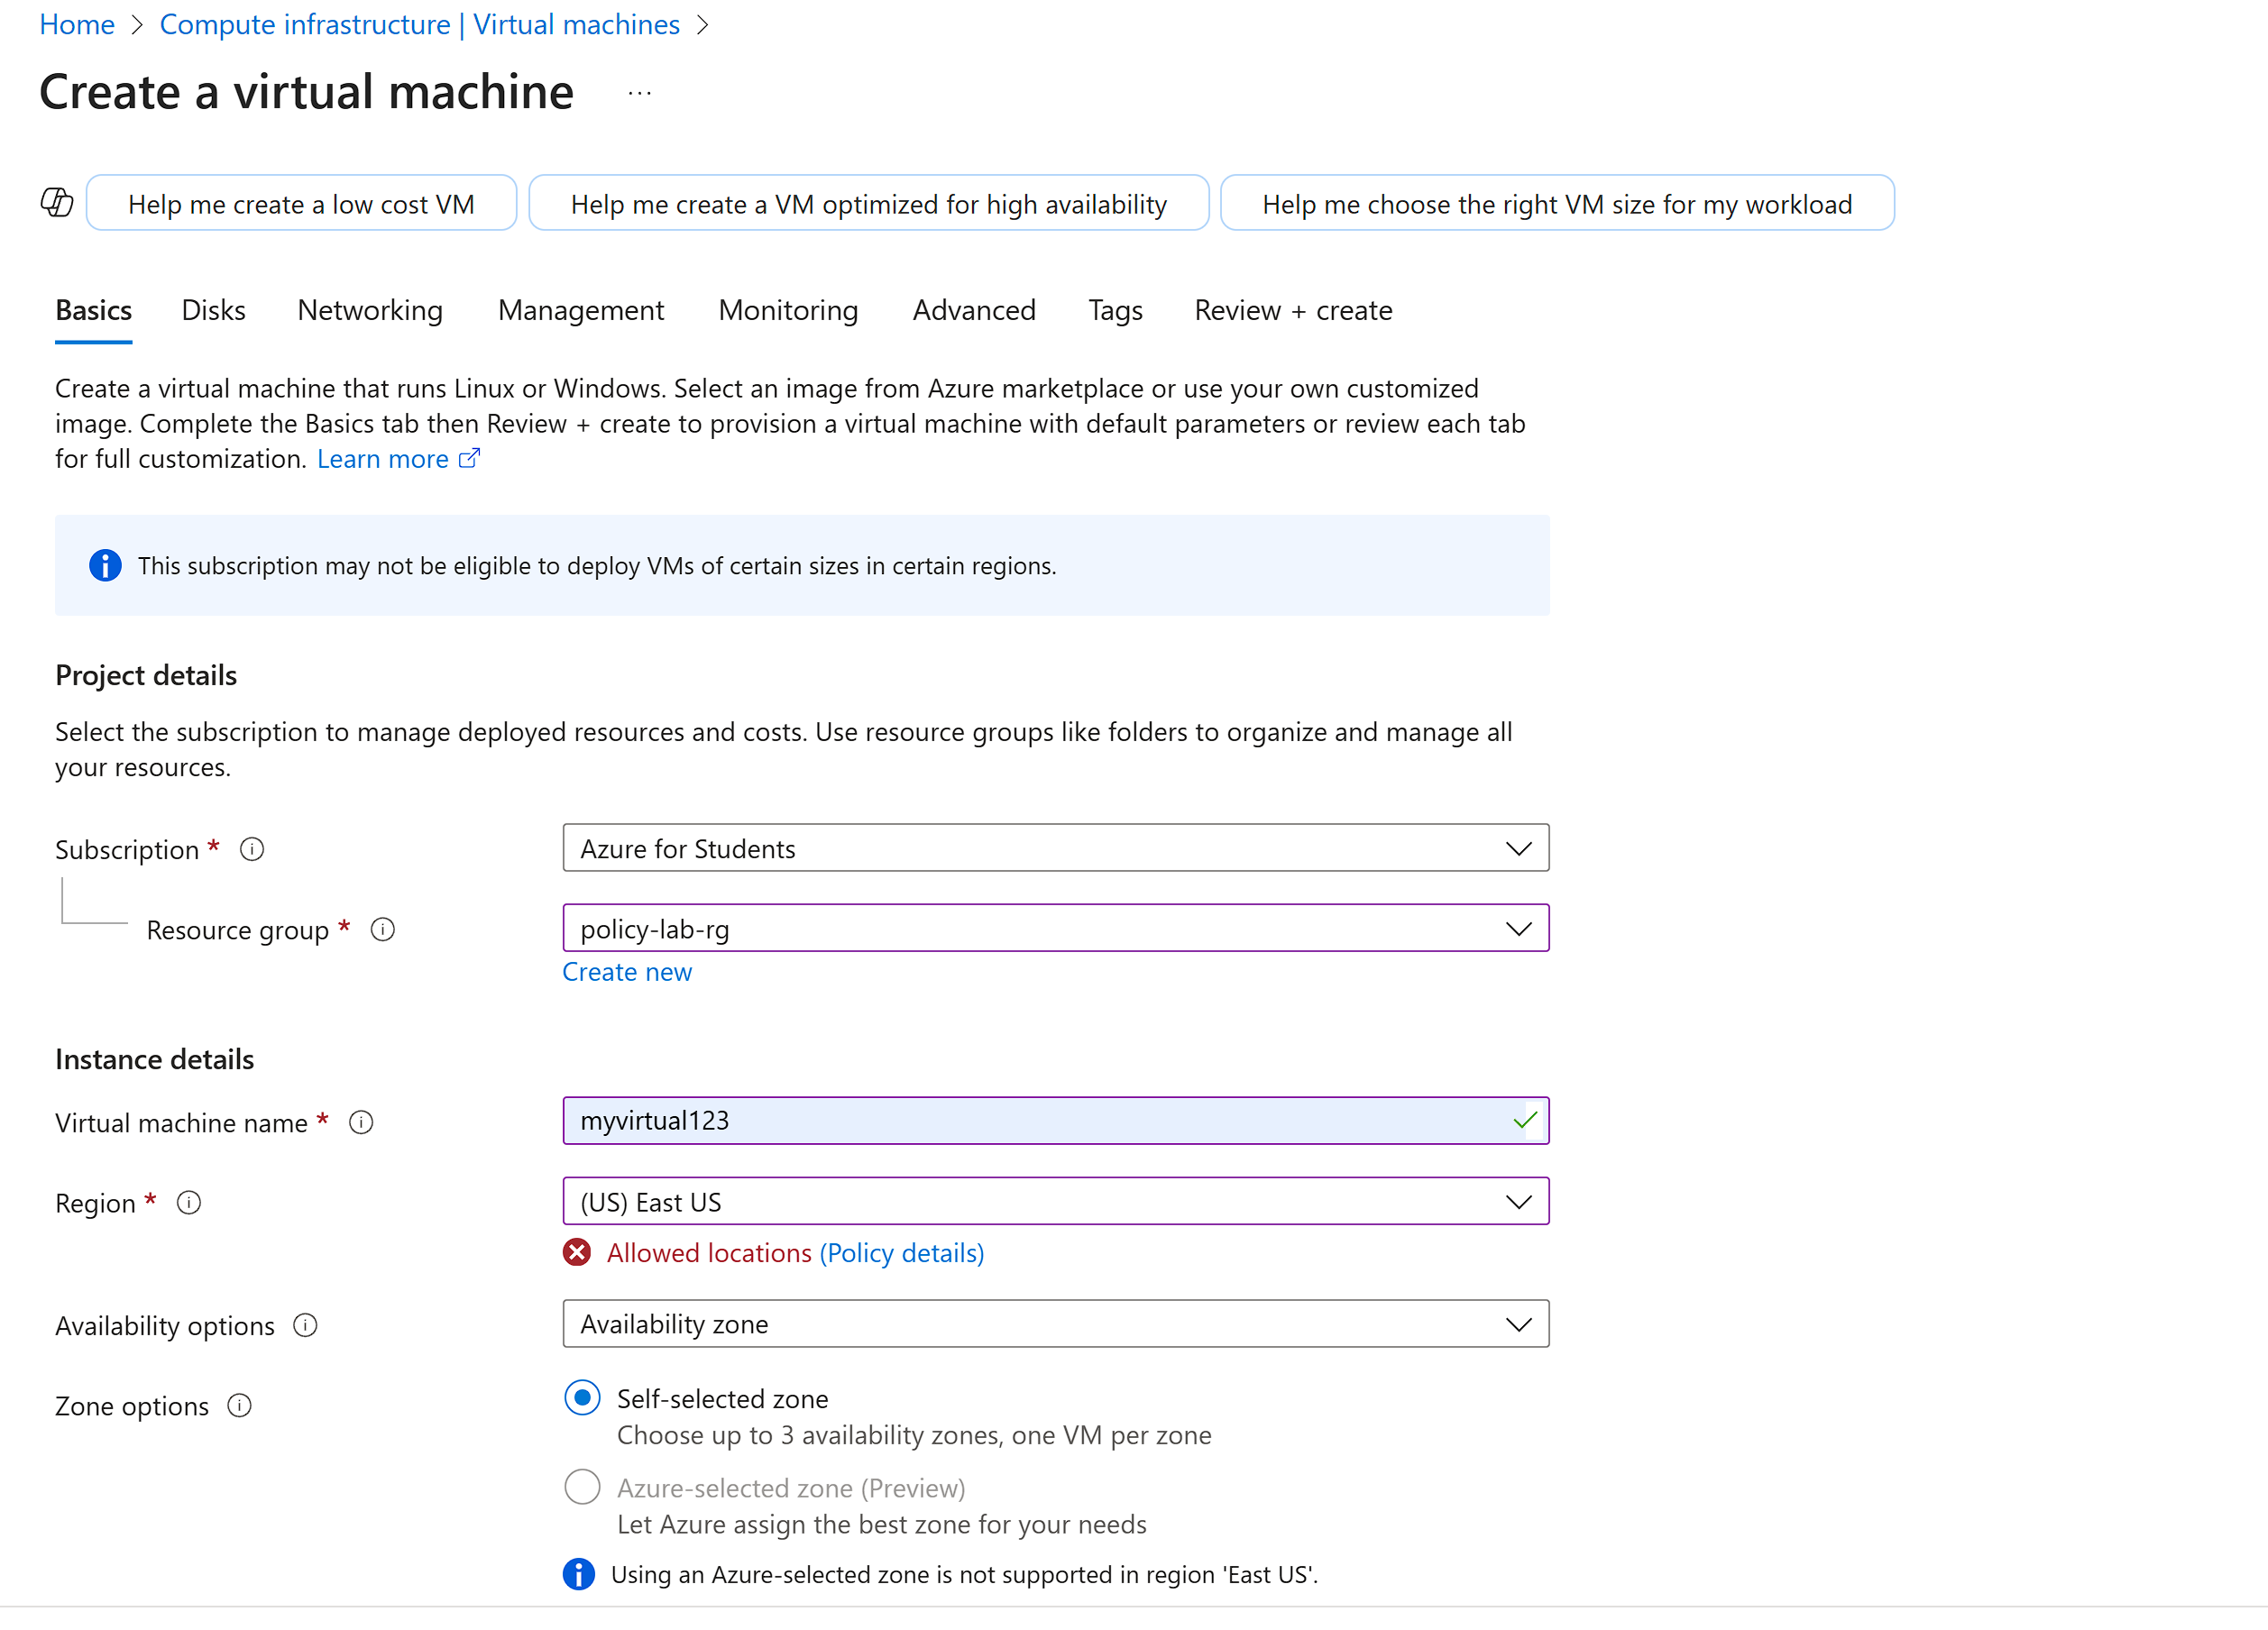 Home > Compute infrastructure | Virtual machines >
Create a virtual machine ...
Help me create a low cost VM
Help me create a VM optimized for high availability
Help me choose the right VM size for my workload
Basics Disks Networking Management Monitoring Advanced Tags Review + create
Create a virtual machine that runs Linux or Windows. Select an image from Azure marketplace or use your own customized
image. Complete the Basics tab then Review + create to provision a virtual machine with default parameters or review each tab
for full customization. Learn more
This subscription may not be eligible to deploy VMs of certain sizes in certain regions.
Project details
Select the subscription to manage deployed resources and costs. Use resource groups like folders to organize and manage all
your resources.
Subscription * Azure for Students
Resource group * policy-lab-rg
Create new
Instance details
Virtual machine name * myvirtual123
Region * (US) East US
Allowed locations (Policy details)
Availability options Availability zone
Zone options Self-selected zone
Choose up to 3 availability zones, one VM per zone
Azure-selected zone (Preview)
Let Azure assign the best zone for your needs
Using an Azure-selected zone is not supported in region 'East US'.